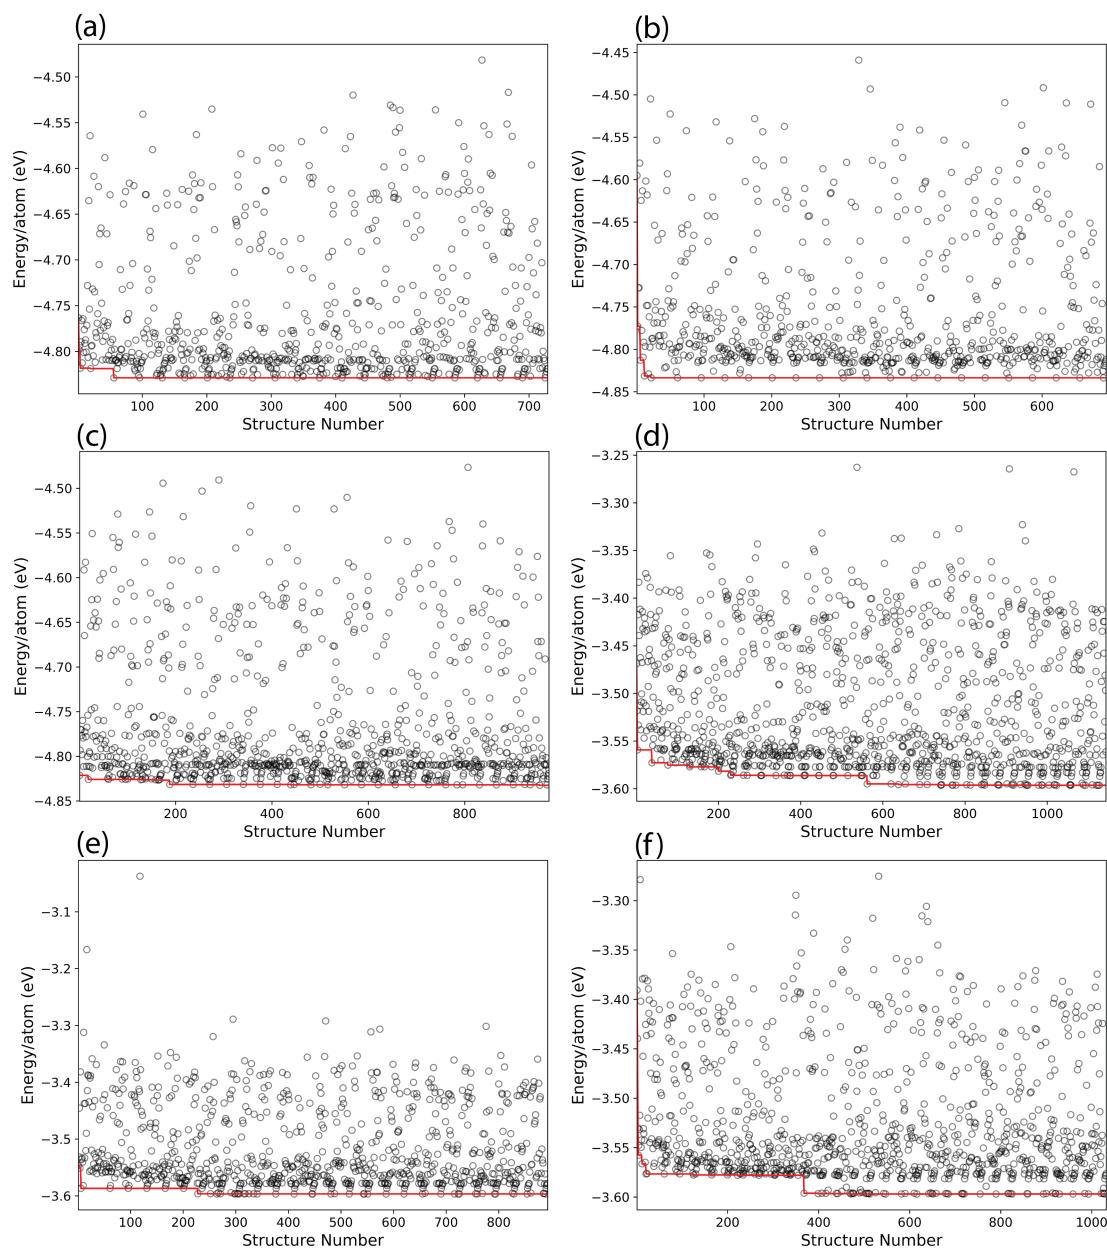 (a)
−4.50
−4.55
−4.60
−4.65
−4.70
−4.75
−4.80
Energy/atom (eV)
100 200 300 400 500 600 700
Structure Number
(b)
−4.45
−4.50
−4.55
−4.60
−4.65
−4.70
−4.75
−4.80
−4.85
Energy/atom (eV)
100 200 300 400 500 600
Structure Number
(c)
−4.50
−4.55
−4.60
−4.65
−4.70
−4.75
−4.80
−4.85
Energy/atom (eV)
200 400 600 800
Structure Number
(d)
−3.25
−3.30
−3.35
−3.40
−3.45
−3.50
−3.55
−3.60
Energy/atom (eV)
200 400 600 800 1000
Structure Number
(e)
−3.1
−3.2
−3.3
−3.4
−3.5
−3.6
Energy/atom (eV)
100 200 300 400 500 600 700 800
Structure Number
(f)
−3.30
−3.35
−3.40
−3.45
−3.50
−3.55
−3.60
Energy/atom (eV)
200 400 600 800 1000
Structure Number